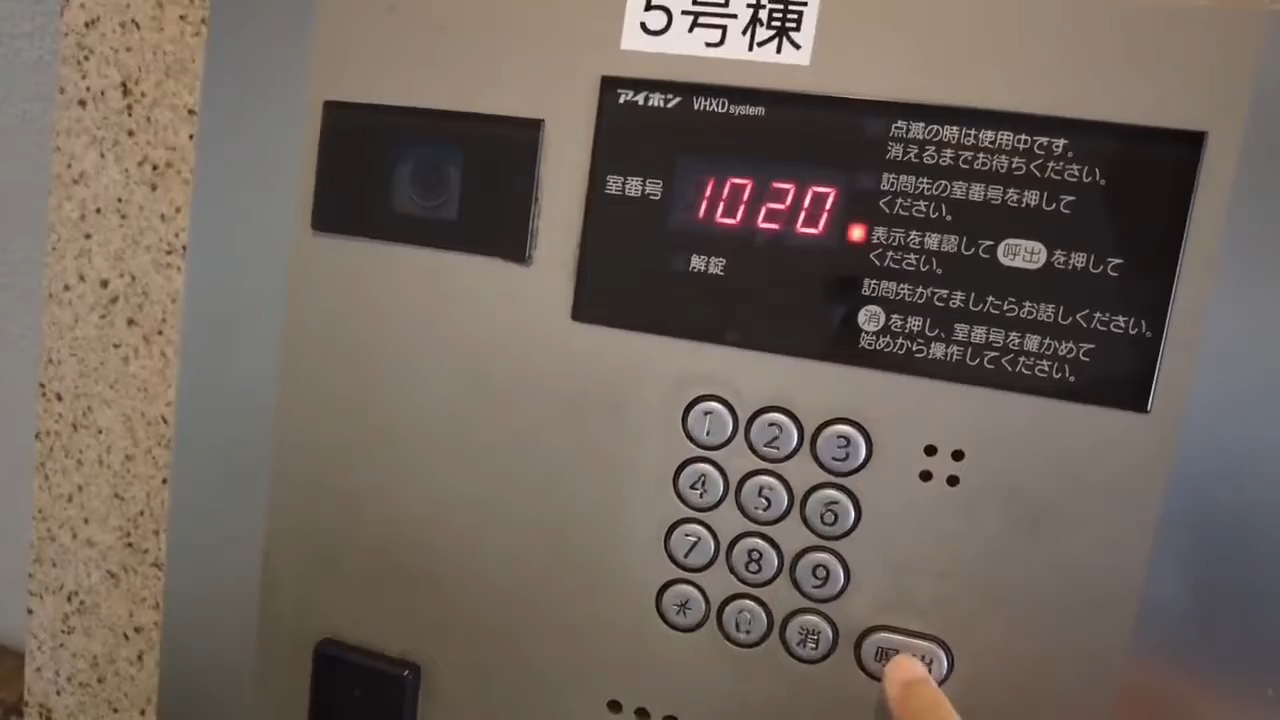 5号棟
アイホン VHXD system
室番号 1020
解錠
点滅の時は使用中です。
消えるまでお待ちください。
訪問先の室番号を押して
ください。
表示を確認して 呼出 を押して
ください。
訪問先がでましたらお話しください。
消 を押し、室番号を確かめて
始めから操作してください。
1 2 3
4 5 6
7 8 9
* 0 消
呼出